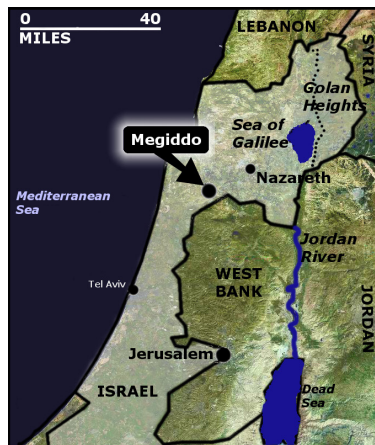 0 40
MILES
LEBANON
SYRIA
Golan
Heights
Sea of
Galilee
Megiddo
Nazareth
Mediterranean
Sea
Jordan
River
WEST
BANK
Tel Aviv
JORDAN
Jerusalem
ISRAEL
Dead
Sea